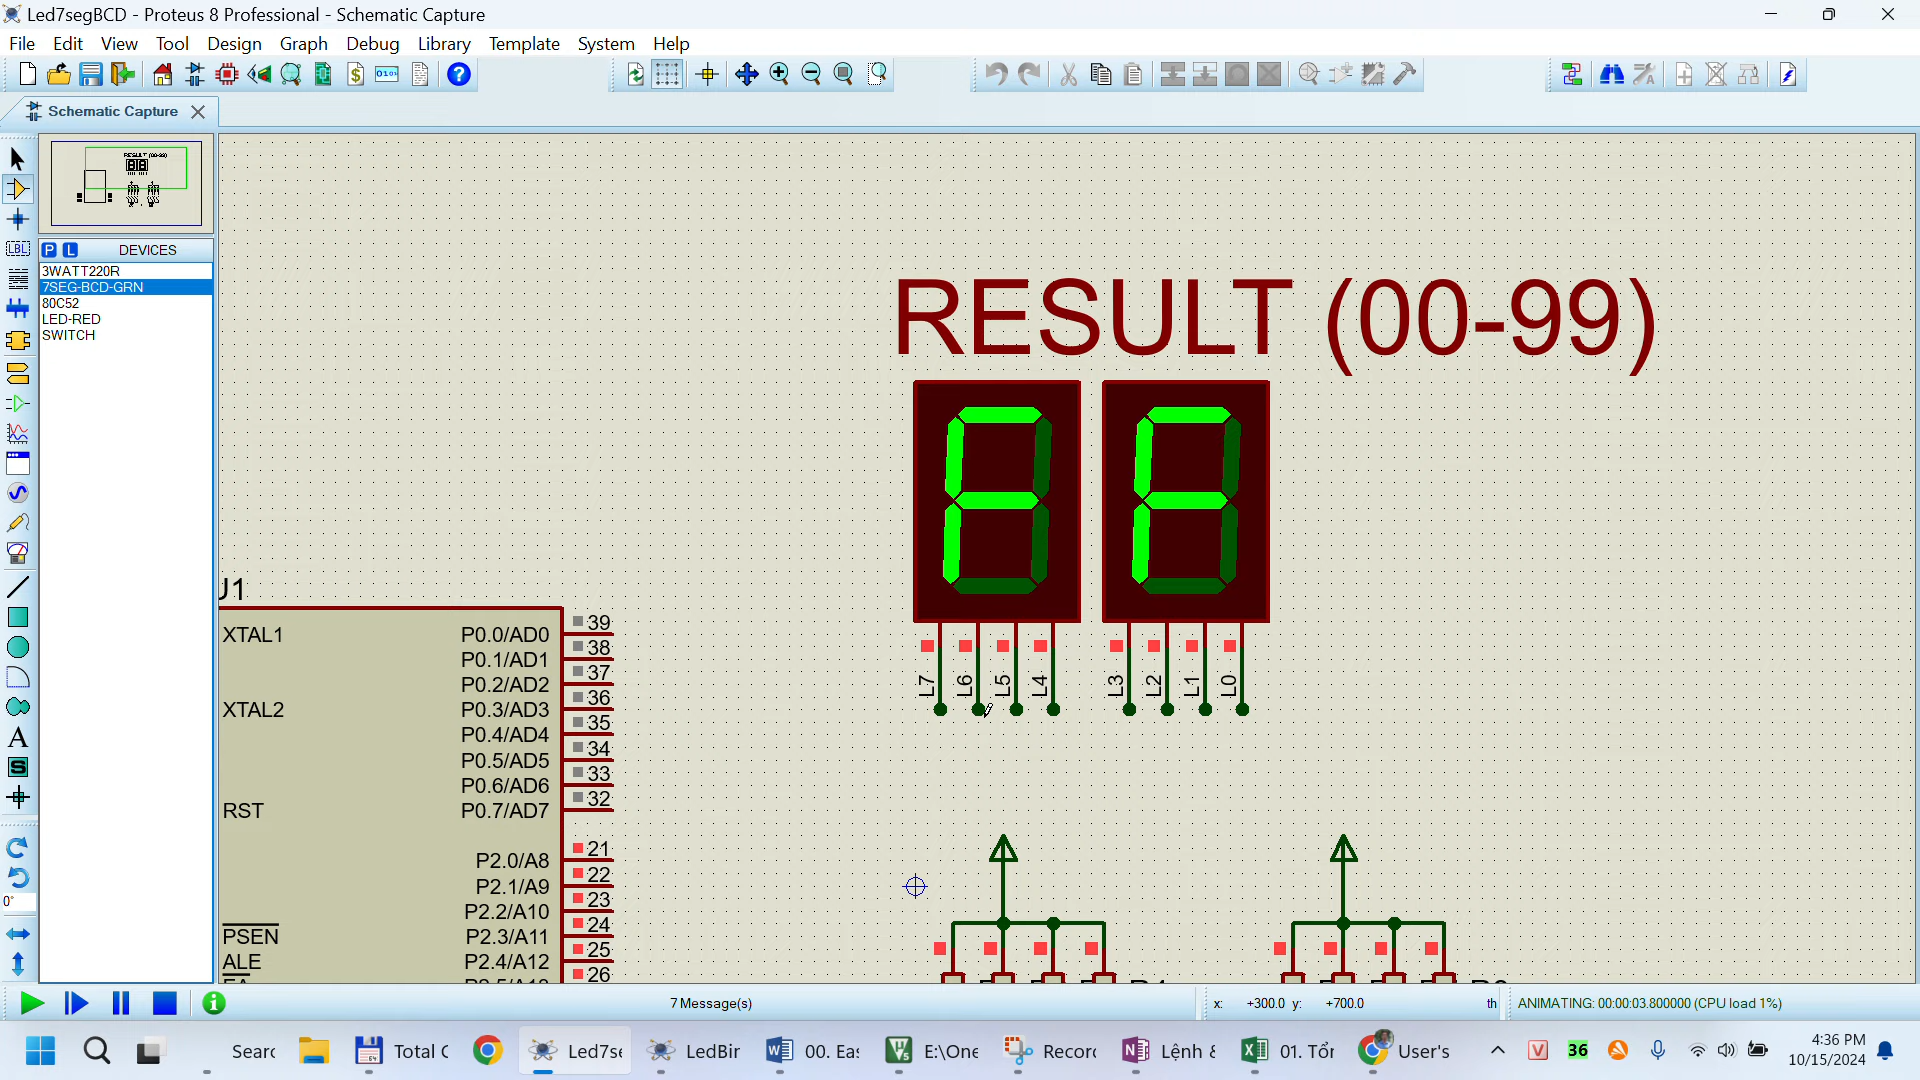 Led7segBCD - Proteus 8 Professional - Schematic Capture
File Edit View Tool Design Graph Debug Library Template System Help
Schematic Capture
P L DEVICES
3WATT220R
7SEG-BCD-GRN
80C52
LED-RED
SWITCH
LBL
A
S
0°
RESULT (00-99)
L7 L6 L5 L4 L3 L2 L1 L0
XTAL1 P0.0/AD0 39
P0.1/AD1 38
P0.2/AD2 37
XTAL2 P0.3/AD3 36
P0.4/AD4 35
P0.5/AD5 34
P0.6/AD6 33
RST P0.7/AD7 32
P2.0/A8 21
P2.1/A9 22
P2.2/A10 23
PSEN P2.3/A11 24
ALE P2.4/A12 25
26
7 Message(s)
x: +300.0 y: +700.0 th
ANIMATING: 00:00:03.800000 (CPU load 1%)
Searc Total C Led7se LedBir 00. Eas E:\One Recor Lệnh & 01. Tổr User's
V 36
4:36 PM
10/15/2024